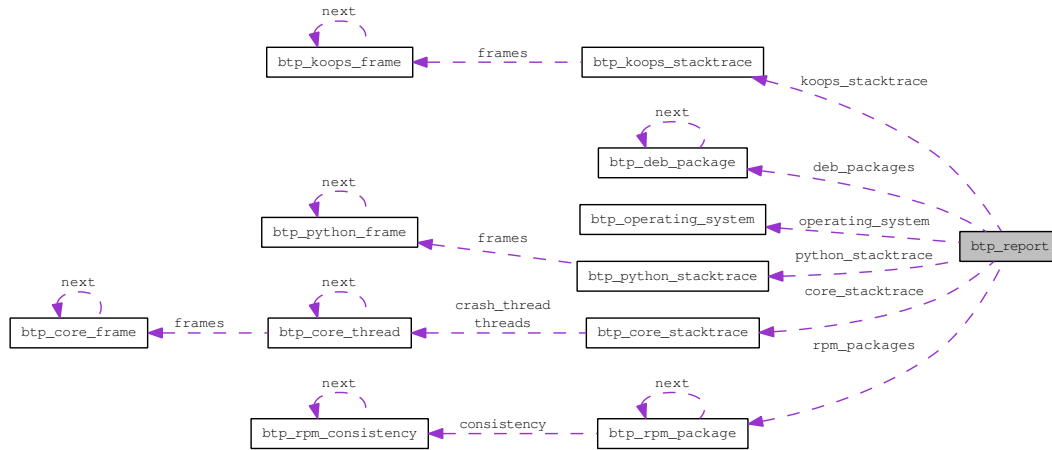 next
btp_koops_frame
frames
btp_koops_stacktrace
koops_stacktrace
next
btp_deb_package
deb_packages
next
btp_python_frame
frames
btp_operating_system
operating_system
btp_report
python_stacktrace
btp_python_stacktrace
core_stacktrace
next
btp_core_frame
frames
next
btp_core_thread
crash_thread
threads
btp_core_stacktrace
rpm_packages
next
btp_rpm_consistency
consistency
next
btp_rpm_package